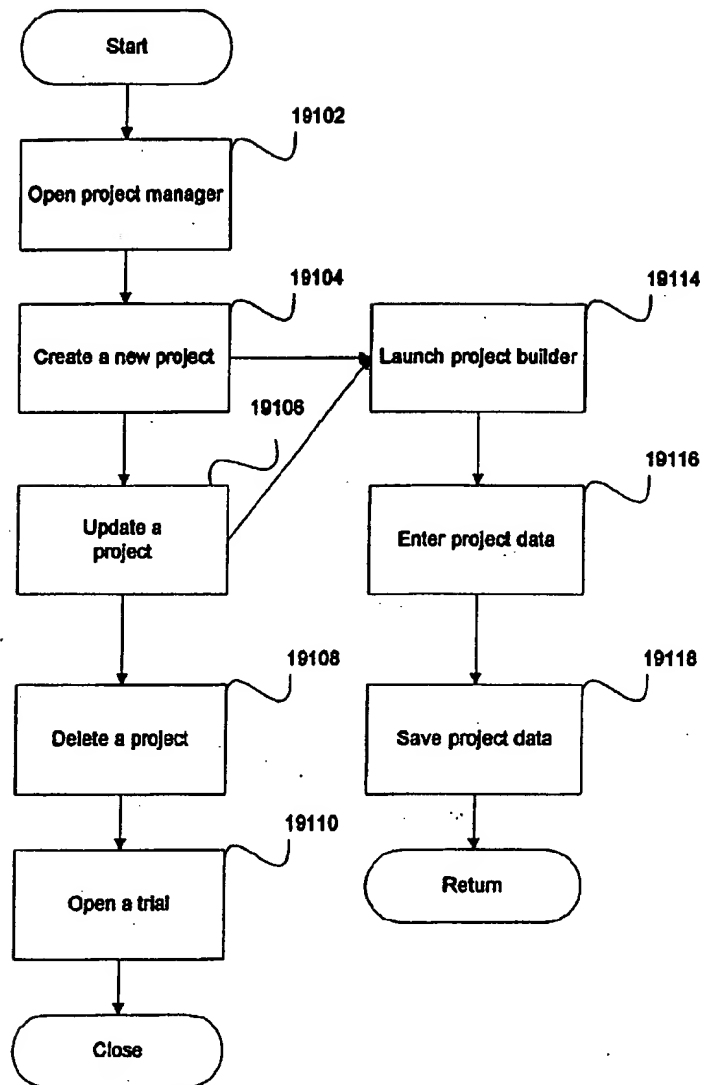 Start
19102
Open project manager
19104
19114
Create a new project
Launch project builder
19106
19116
Update a
project
Enter project data
19108
19118
Delete a project
Save project data
19110
Open a trial
Return
Close